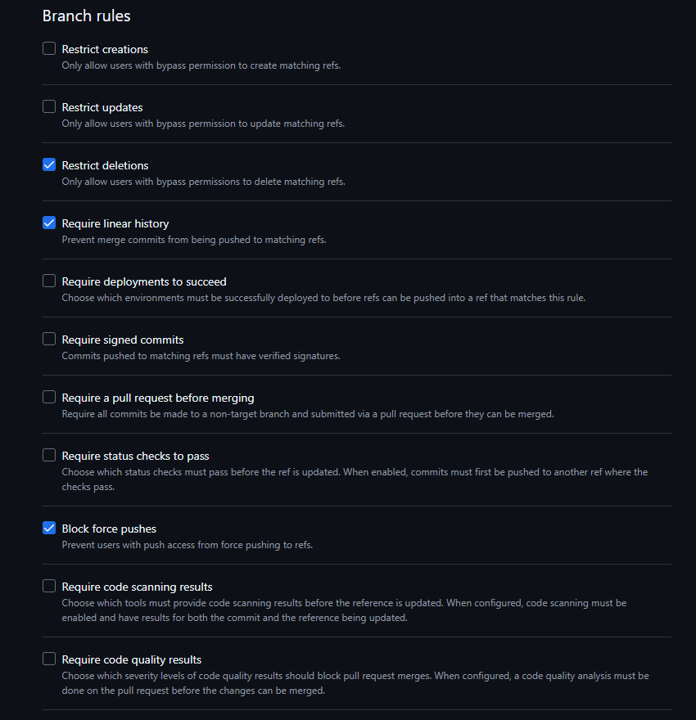 Branch rules
Restrict creations
Only allow users with bypass permission to create matching refs.
Restrict updates
Only allow users with bypass permission to update matching refs.
Restrict deletions
Only allow users with bypass permissions to delete matching refs.
Require linear history
Prevent merge commits from being pushed to matching refs.
Require deployments to succeed
Choose which environments must be successfully deployed to before refs can be pushed into a ref that matches this rule.
Require signed commits
Commits pushed to matching refs must have verified signatures.
Require a pull request before merging
Require all commits be made to a non-target branch and submitted via a pull request before they can be merged.
Require status checks to pass
Choose which status checks must pass before the ref is updated. When enabled, commits must first be pushed to another ref where the
checks pass.
Block force pushes
Prevent users with push access from force pushing to refs.
Require code scanning results
Choose which tools must provide code scanning results before the reference is updated. When configured, code scanning must be
enabled and have results for both the commit and the reference being updated.
Require code quality results
Choose which severity levels of code quality results should block pull request merges. When configured, a code quality analysis must be
done on the pull request before the changes can be merged.